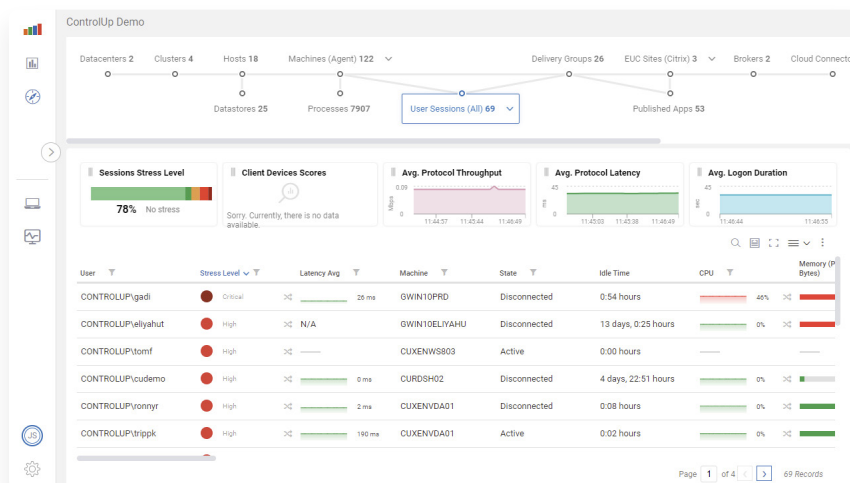 ControlUp Demo
Datacenters 2 Clusters 4 Hosts 18 Machines (Agent) 122 Delivery Groups 26 EUC Sites (Citrix) 3 Brokers 2 Cloud Connecto
Datastores 25 Processes 7907 User Sessions (All) 69 Published Apps 53
Sessions Stress Level
78% No stress
Client Devices Scores
Sorry. Currently, there is no data
available.
Avg. Protocol Throughput
0.09
Mbps
0
11:44:57 11:45:44 11:46:49
Avg. Protocol Latency
45
ms
0
11:45:03 11:45:38 11:46:49
Avg. Logon Duration
45
sec
0
11:46:44 11:46:55
User Stress Level Latency Avg Machine State Idle Time CPU Memory (P
Bytes)
CONTROLUP\gadi Critical 26 ms GWIN10PRD Disconnected 0:54 hours 46%
CONTROLUP\eliyahut High N/A GWIN10ELIYAHU Disconnected 13 days, 0:25 hours 0%
CONTROLUP\tomf High CUXENWS803 Active 0:00 hours
CONTROLUP\cudemo High 0 ms CURDSH02 Disconnected 4 days, 22:51 hours 0%
CONTROLUP\ronnyr High 2 ms CUXENVDA01 Disconnected 0:08 hours 0%
CONTROLUP\trippk High 190 ms CUXENVDA01 Active 0:02 hours 0%
JS
Page 1 of 4 69 Records